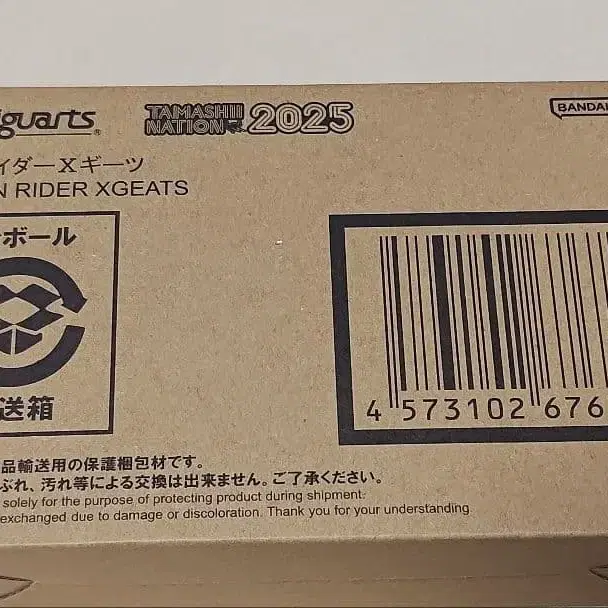 iguarts®
TAMASHII
NATION 2025
BANDAI
イダーXギーツ
N RIDER XGEATS
ボール
送箱
4 573102 676
品輸送用の保護梱包材です。
ぶれ、汚れ等による交換は出来ません。ご了承ください。
solely for the purpose of protecting product during shipment.
exchanged due to damage or discoloration. Thank you for your understanding.